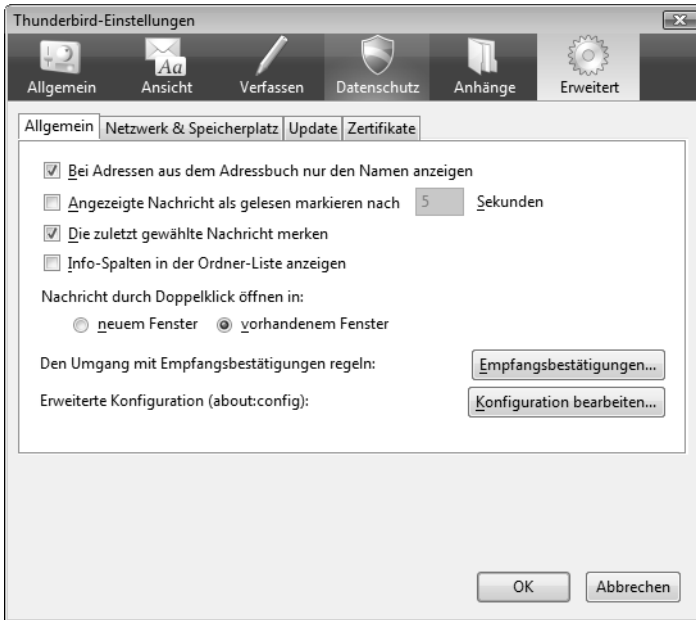 Thunderbird-Einstellungen
Aa
Allgemein Ansicht Verfassen Datenschutz Anhänge Erweitert
Allgemein Netzwerk & Speicherplatz Update Zertifikate
Bei Adressen aus dem Adressbuch nur den Namen anzeigen
Angezeigte Nachricht als gelesen markieren nach 5 Sekunden
Die zuletzt gewählte Nachricht merken
Info-Spalten in der Ordner-Liste anzeigen
Nachricht durch Doppelklick öffnen in:
neuem Fenster vorhandenem Fenster
Den Umgang mit Empfangsbestätigungen regeln: Empfangsbestätigungen...
Erweiterte Konfiguration (about:config): Konfiguration bearbeiten...
OK Abbrechen